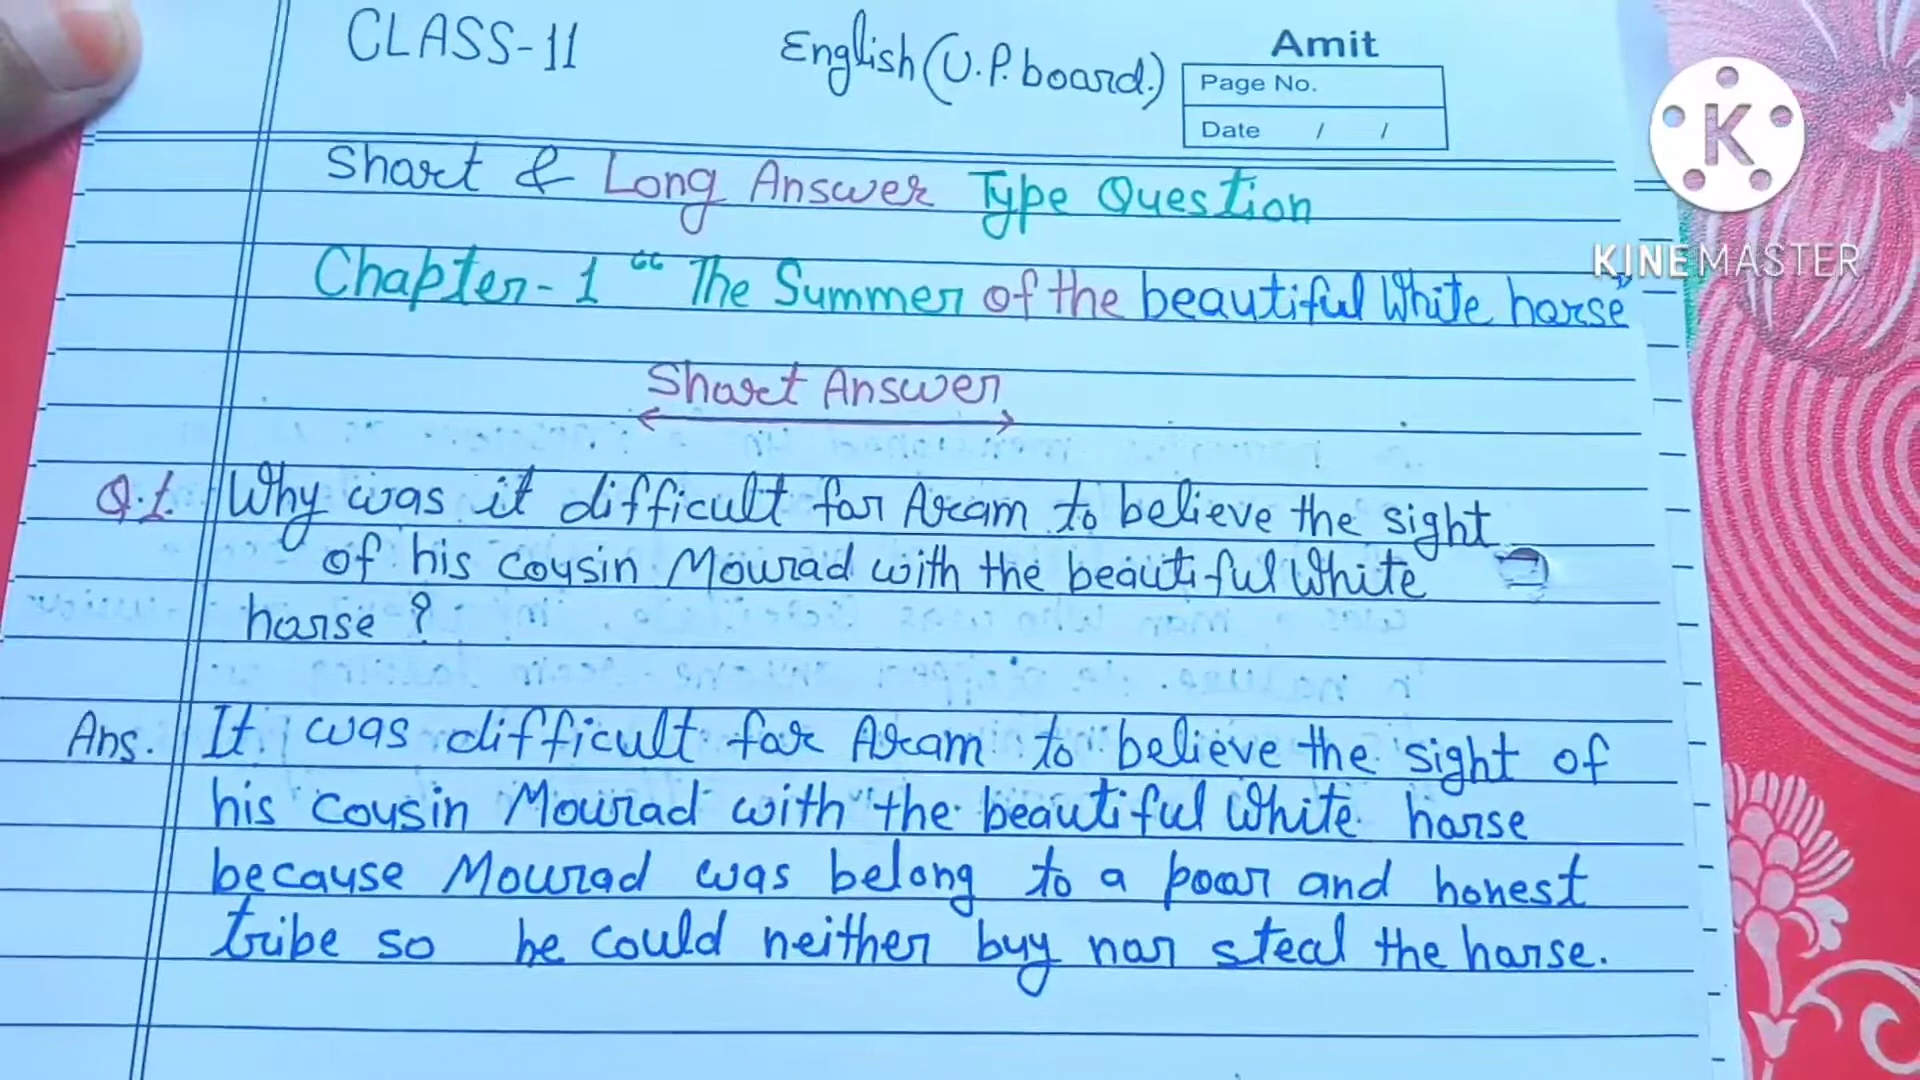 CLASS-11 English (U.P. board.)
Amit
Page No.
Date / /
K
KINEMASTER
Short & Long Answer Type Question
Chapter-1 "The Summer of the beautiful White horse"
Short Answer
Q.1. Why was it difficult for Aram to believe the sight
of his cousin Mourad with the beautiful White
horse ?
Ans. It was difficult for Aram to believe the sight of
his cousin Mourad with the beautiful White horse
because Mourad was belong to a poor and honest
tribe so he could neither buy nor steal the horse.